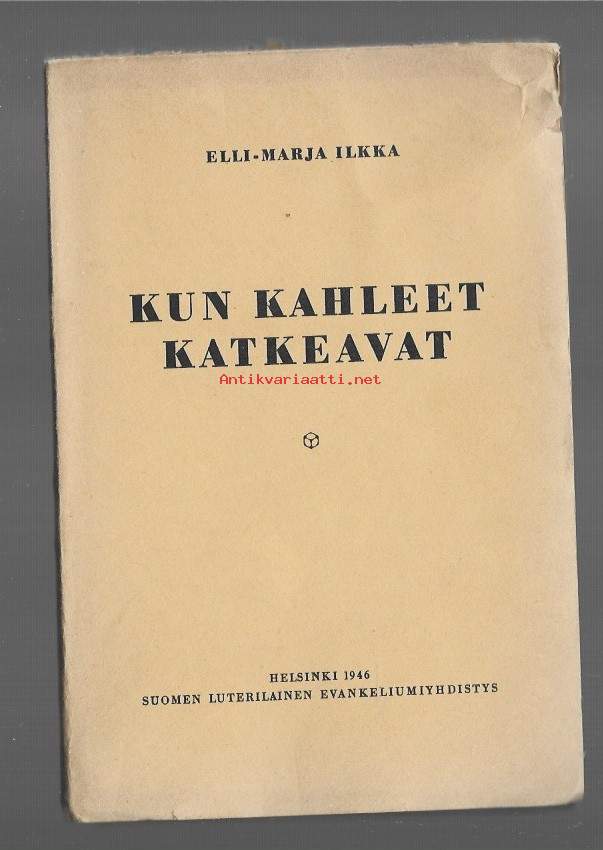 ELLI-MARJA ILKKA
KUN KAHLEET
KATKEAVAT
Antikvariaatti.net
HELSINKI 1946
SUOMEN LUTERILAINEN EVANKELIUMIYHDISTYS